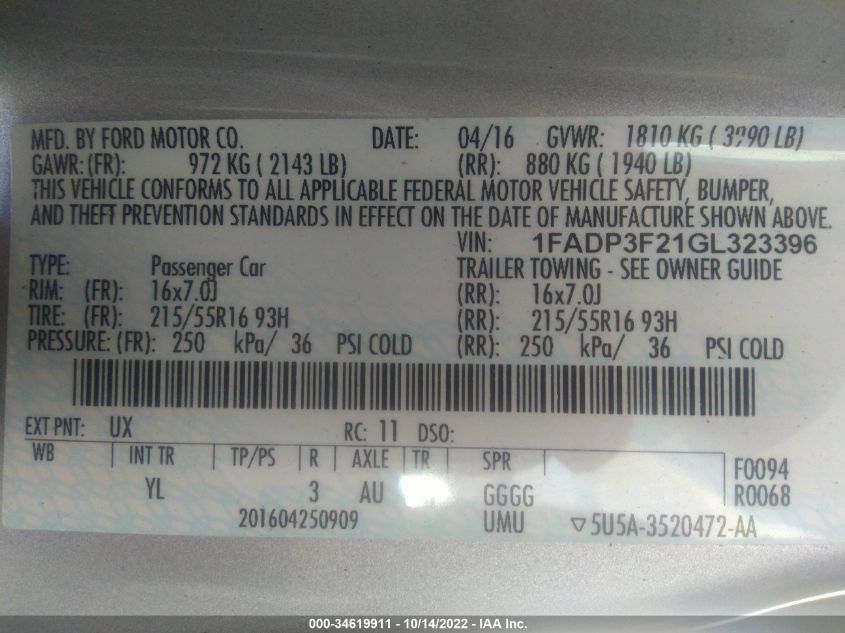 MFD. BY FORD MOTOR CO. DATE: 04/16 GVWR: 1810 KG ( LB)
GAWR: (FR): 972 KG ( 2143 LB) (RR): 880 KG ( 1940 LB)
THIS VEHICLE CONFORMS TO ALL APPLICABLE FEDERAL MOTOR VEHICLE SAFETY, BUMPER,
AND THEFT PREVENTION STANDARDS IN EFFECT ON THE DATE OF MANUFACTURE SHOWN ABOVE.
VIN: 1FADP3F21GL323396
TYPE: Passenger Car TRAILER TOWING - SEE OWNER GUIDE
RIM: (FR): 16x7.0J (RR): 16x7.0J
TIRE: (FR): 215/55R16 93H (RR): 215/55R16 93H
PRESSURE: (FR): 250 kPa/ 36 PSI COLD (RR): 250 kPa/ 36 PSI COLD
EXT PNT: UX RC: 11 DSO:
WB INT TR TP/PS R AXLE TR SPR F0094
YL 3 AU GGGG R0068
201604250909 UMU ▽5U5A-3520472-AA
000-34619911 - 10/14/2022 - IAA Inc.